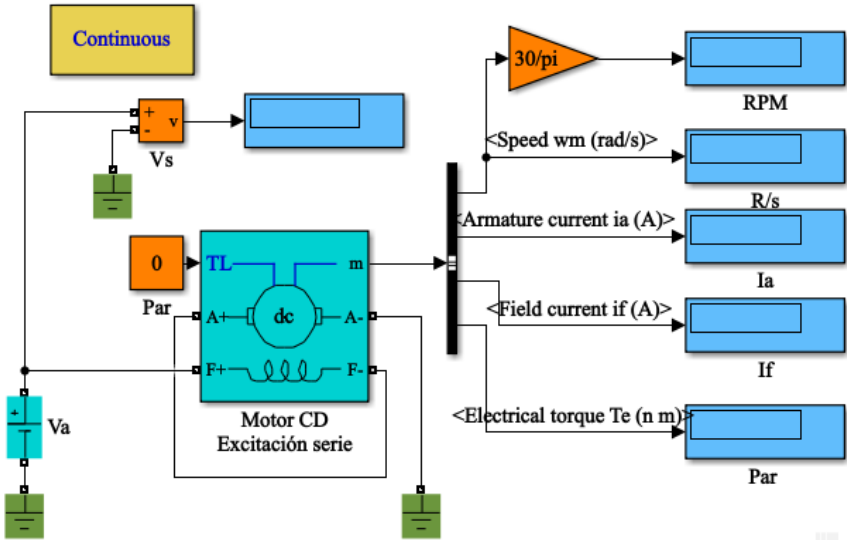 Continuous
30/pi
RPM
+
-
v
Vs
<Speed wm (rad/s)>
R/s
<Armature current ia (A)>
Ia
0
Par
TL
m
A+
dc
A-
F+
F-
Motor CD
Excitación serie
<Field current if (A)>
If
+
Va
<Electrical torque Te (n m)>
Par